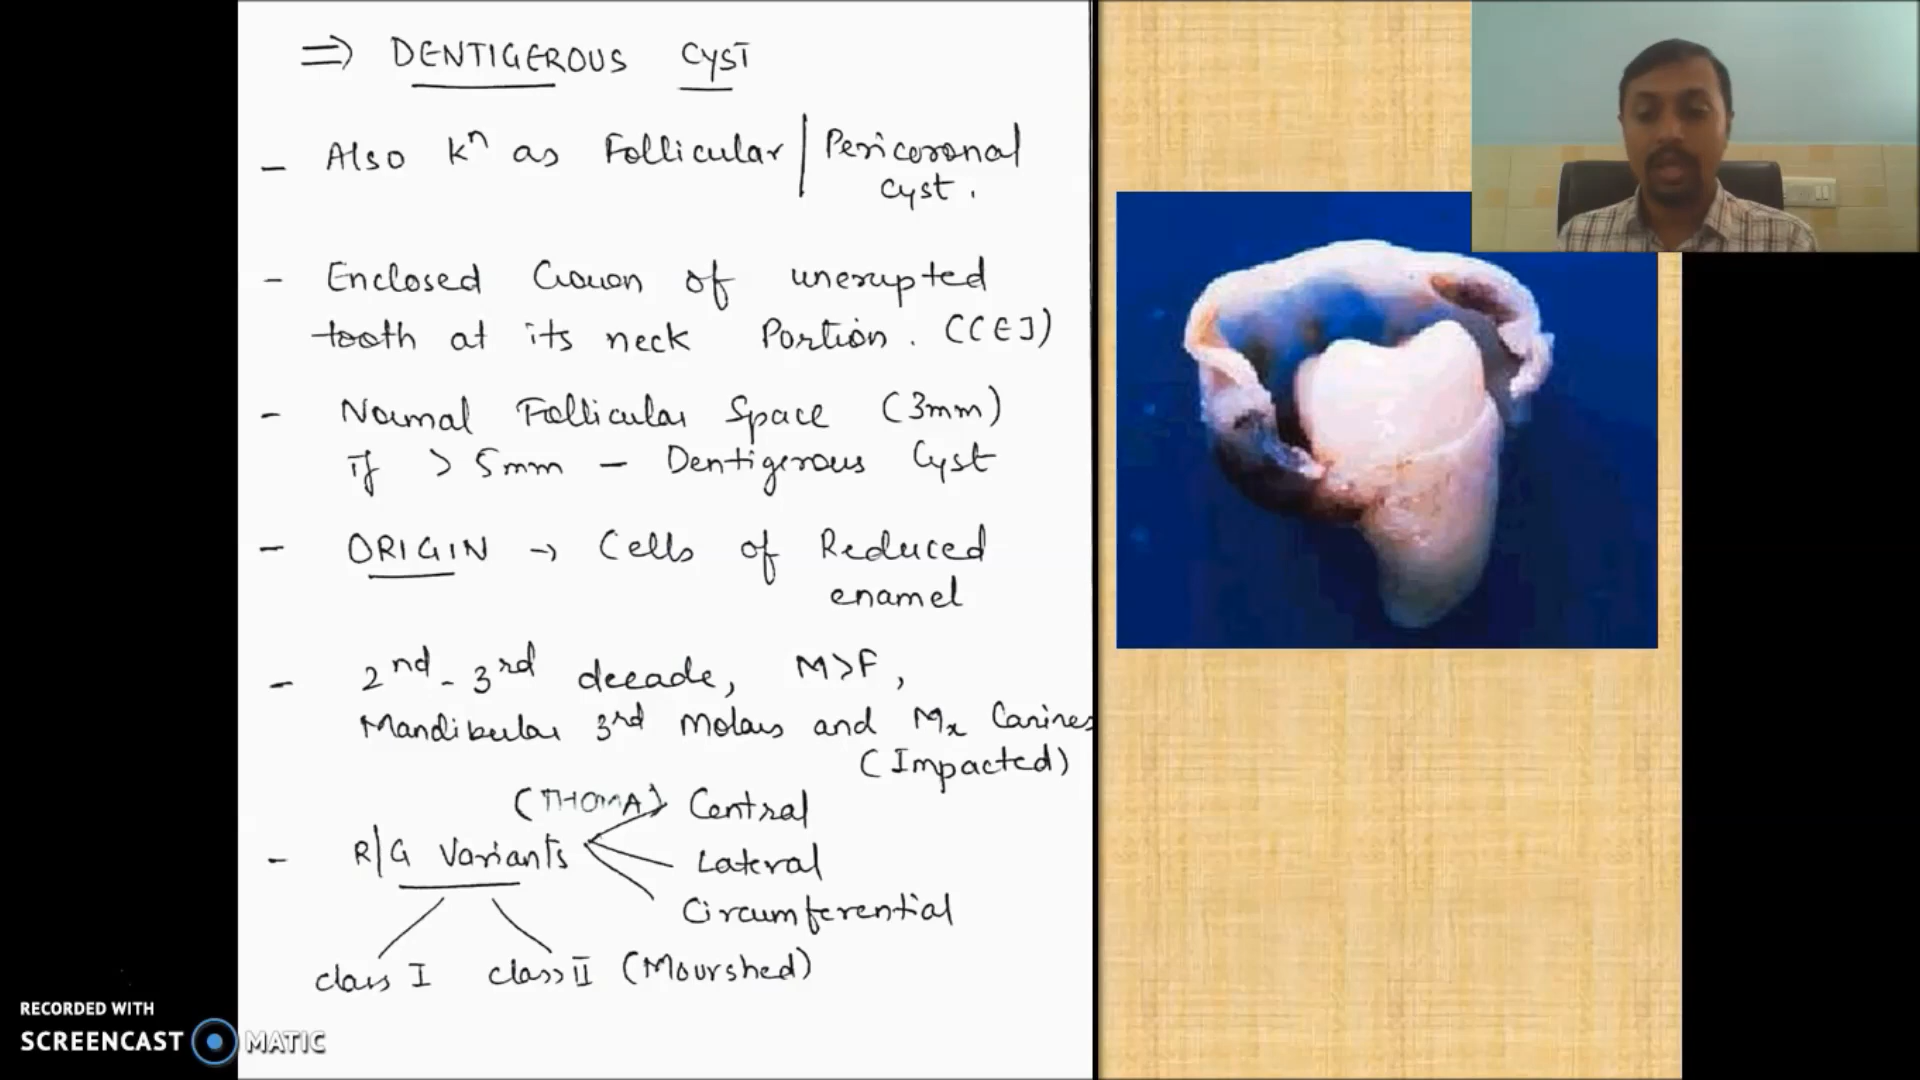 ⇒ DENTIGEROUS CYST
- Also kⁿ as Follicular | Pericoronal
cyst.
- Enclosed Crown of unerupted
tooth at its neck Portion. (CEJ)
- Normal Follicular Space (3mm)
if > 5mm - Dentigerous Cyst
- ORIGIN → Cells of Reduced
enamel
- 2nd - 3rd decade, M>F,
Mandibular 3rd Molars and Mx Canines
(Impacted)
(THOMA) Central
- R/G Variants
Lateral
Circumferential
class I class II (Mourshed)
RECORDED WITH
SCREENCAST MATIC